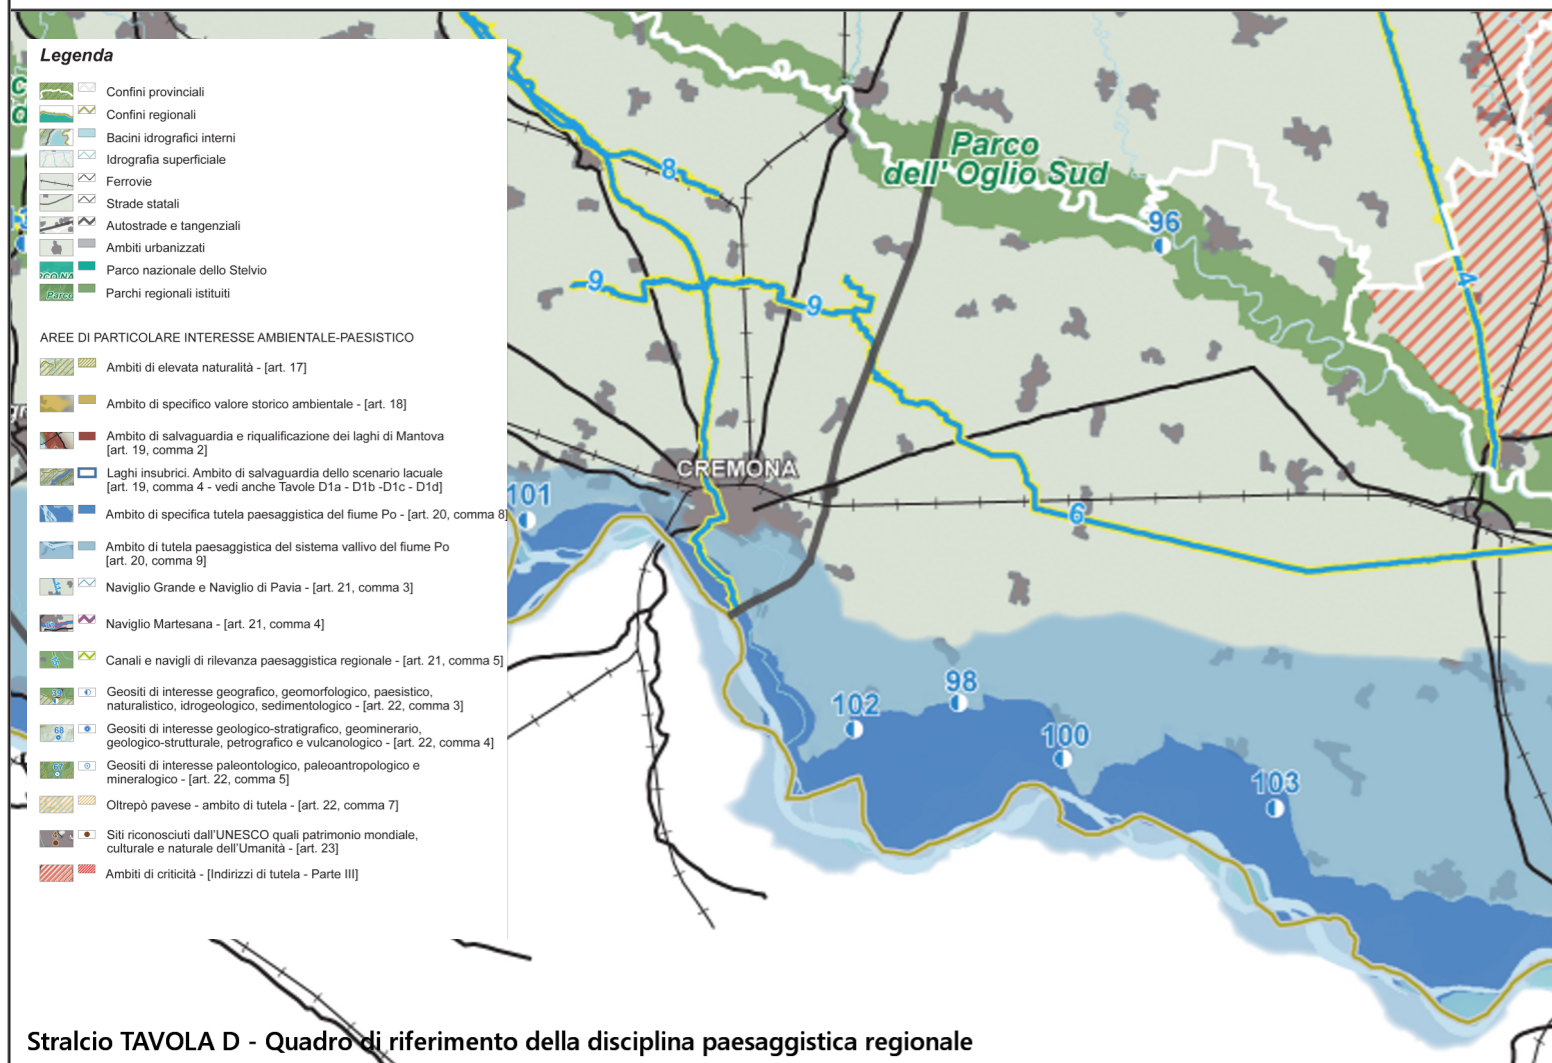 Legenda
Confini provinciali
Confini regionali
Bacini idrografici interni
Idrografia superficiale
Ferrovie
Strade statali
Autostrade e tangenziali
Ambiti urbanizzati
Parco nazionale dello Stelvio
Parchi regionali istituiti
AREE DI PARTICOLARE INTERESSE AMBIENTALE-PAESISTICO
Ambiti di elevata naturalità - [art. 17]
Ambito di specifico valore storico ambientale - [art. 18]
Ambito di salvaguardia e riqualificazione dei laghi di Mantova
[art. 19, comma 2]
Laghi insubrici. Ambito di salvaguardia dello scenario lacuale
[art. 19, comma 4 - vedi anche Tavole D1a - D1b -D1c - D1d]
Ambito di specifica tutela paesaggistica del fiume Po - [art. 20, comma 8]
Ambito di tutela paesaggistica del sistema vallivo del fiume Po
[art. 20, comma 9]
Naviglio Grande e Naviglio di Pavia - [art. 21, comma 3]
Naviglio Martesana - [art. 21, comma 4]
Canali e navigli di rilevanza paesaggistica regionale - [art. 21, comma 5]
Geositi di interesse geografico, geomorfologico, paesistico,
naturalistico, idrogeologico, sedimentologico - [art. 22, comma 3]
Geositi di interesse geologico-stratigrafico, geominerario,
geologico-strutturale, petrografico e vulcanologico - [art. 22, comma 4]
Geositi di interesse paleontologico, paleoantropologico e
mineralogico - [art. 22, comma 5]
Oltrepò pavese - ambito di tutela - [art. 22, comma 7]
Siti riconosciuti dall'UNESCO quali patrimonio mondiale,
culturale e naturale dell'Umanità - [art. 23]
Ambiti di criticità - [Indirizzi di tutela - Parte III]
Parco
dell' Oglio Sud
8
96
9
9
4
CREMONA
101
6
98
102
100
103
Stralcio TAVOLA D - Quadro di riferimento della disciplina paesaggistica regionale